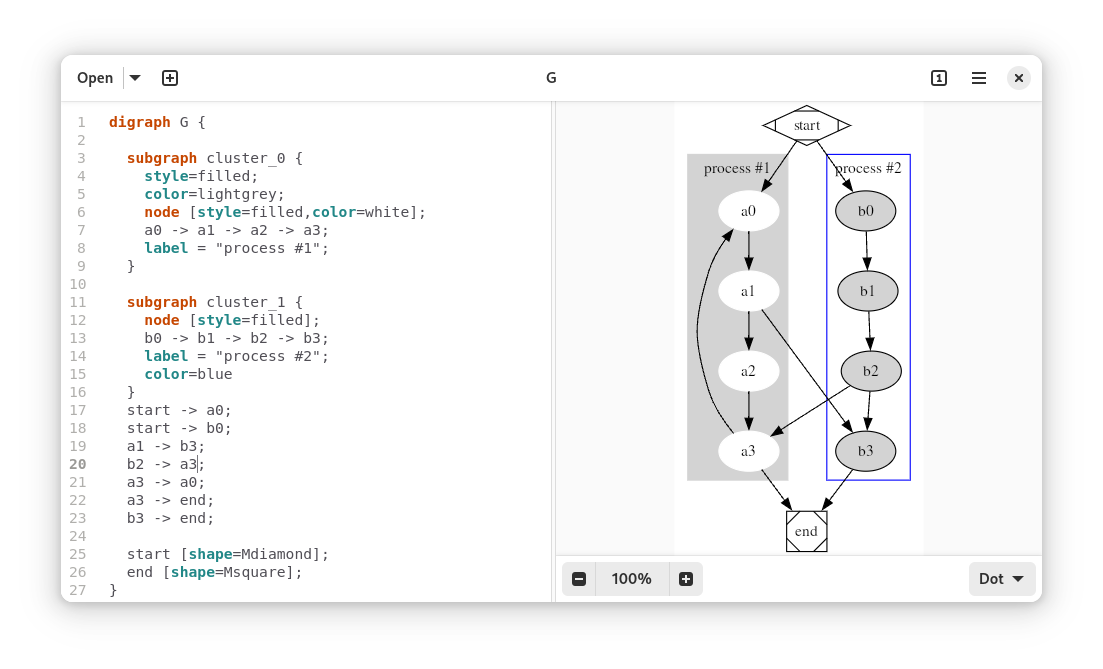 Open G 1
1 digraph G {
2
3 subgraph cluster_0 {
4 style=filled;
5 color=lightgrey;
6 node [style=filled,color=white];
7 a0 -> a1 -> a2 -> a3;
8 label = "process #1";
9 }
10
11 subgraph cluster_1 {
12 node [style=filled];
13 b0 -> b1 -> b2 -> b3;
14 label = "process #2";
15 color=blue
16 }
17 start -> a0;
18 start -> b0;
19 a1 -> b3;
20 b2 -> a3;
21 a3 -> a0;
22 a3 -> end;
23 b3 -> end;
24
25 start [shape=Mdiamond];
26 end [shape=Msquare];
27 }
start
process #1 process #2
a0 b0
a1 b1
a2 b2
a3 b3
end
100% Dot